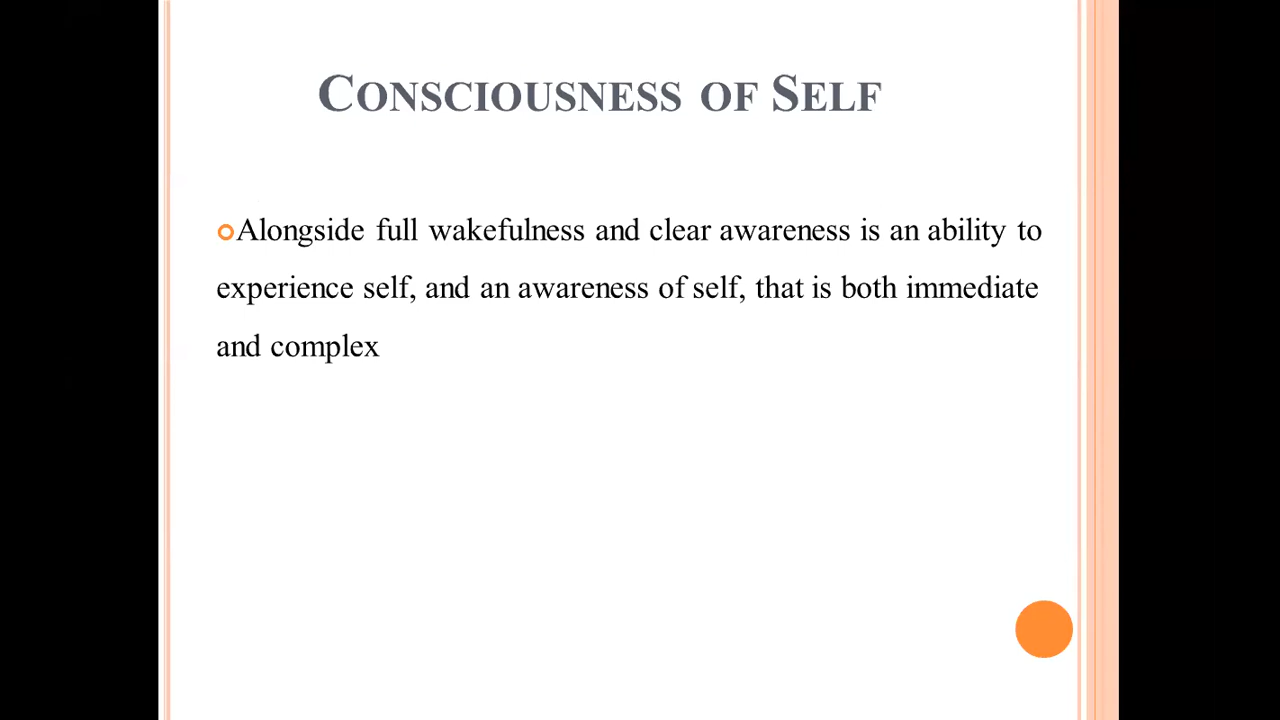 CONSCIOUSNESS OF SELF
Alongside full wakefulness and clear awareness is an ability to
experience self, and an awareness of self, that is both immediate
and complex